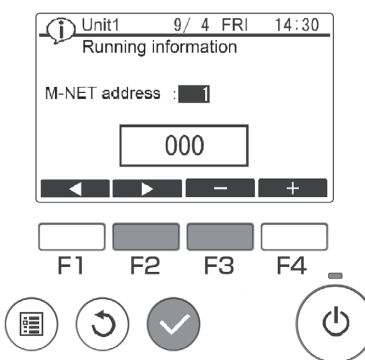 Unit1 9/ 4 FRI 14:30
Running information
M-NET address : 1
000
− +
F1 F2 F3 F4